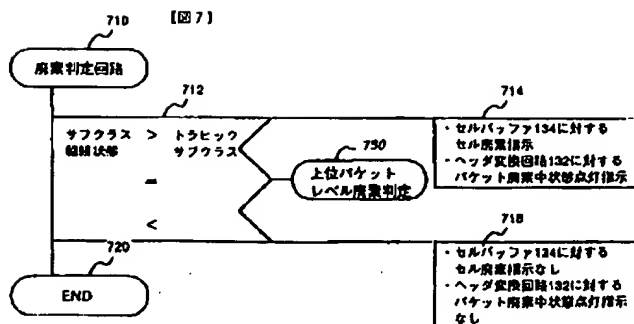 【図7】
710
廃棄判定回路
712
サブクラス > トラヒック
輻輳状態 サブクラス
=
<
750
上位パケット
レベル廃棄判定
714
・セルバッファ134に対する
セル廃棄指示
・ヘッダ変換回路132に対する
パケット廃棄中状態点灯指示
718
・セルバッファ134に対する
セル廃棄指示なし
・ヘッダ変換回路132に対する
パケット廃棄中状態点灯指示
なし
720
END